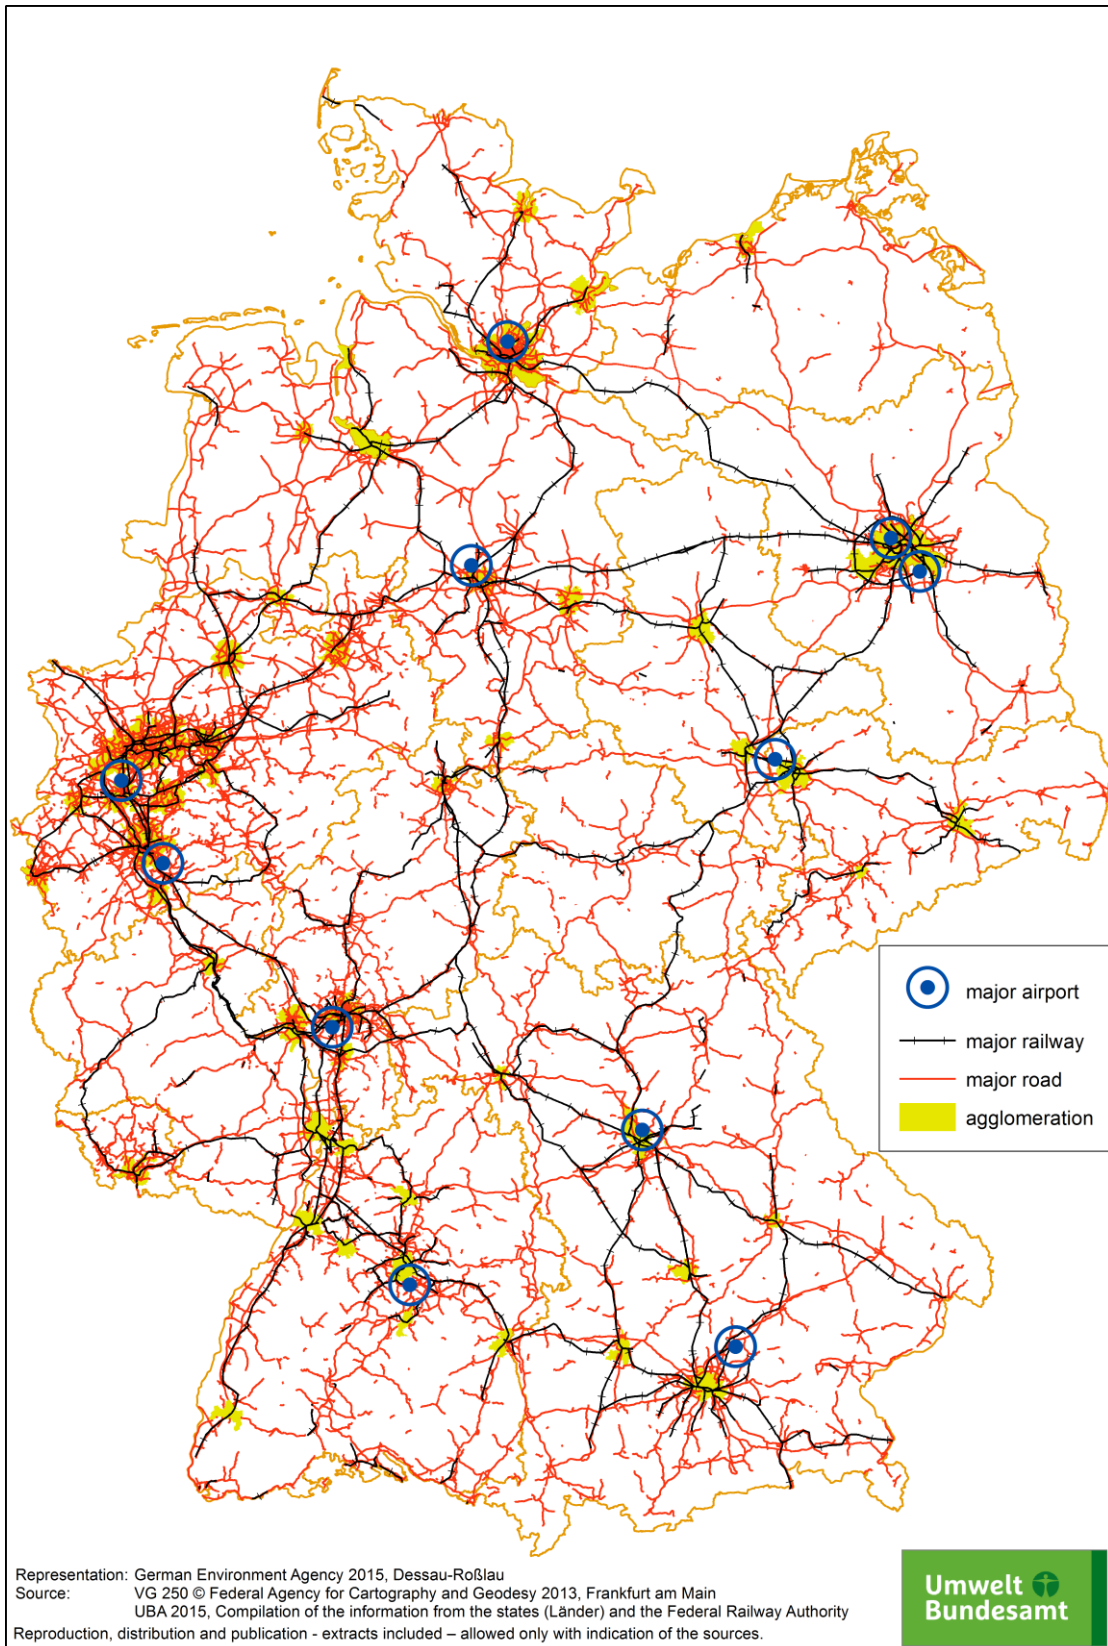 major airport
major railway
major road
agglomeration
Representation: German Environment Agency 2015, Dessau-Roßlau
Source: VG 250 © Federal Agency for Cartography and Geodesy 2013, Frankfurt am Main
UBA 2015, Compilation of the information from the states (Länder) and the Federal Railway Authority
Reproduction, distribution and publication - extracts included – allowed only with indication of the sources.
Umwelt
Bundesamt